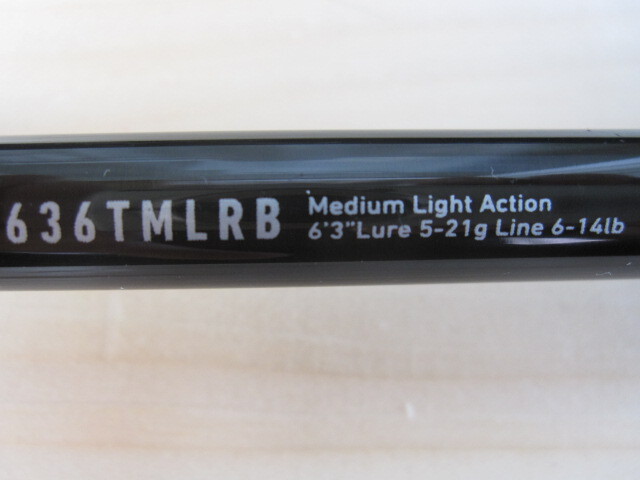 636TMLRB
Medium Light Action
6'3"Lure 5-21g Line 6-14lb